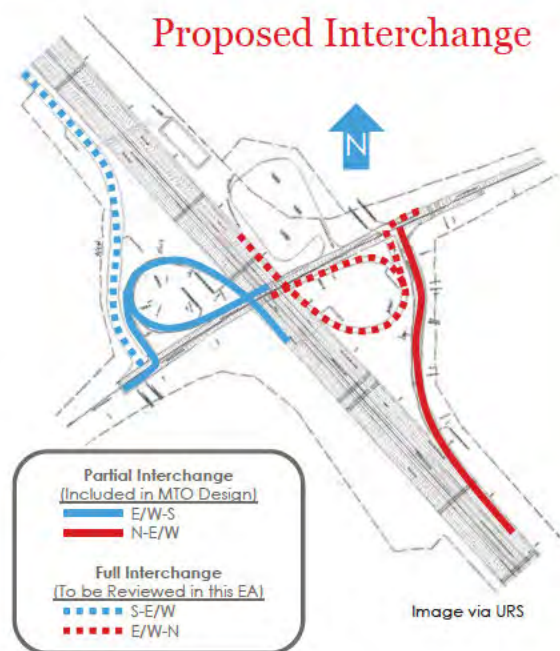 Proposed Interchange
N
Partial Interchange
(Included in MTO Design)
E/W-S
N-E/W
Full Interchange
(To be Reviewed in this EA)
S-E/W
E/W-N
Image via URS